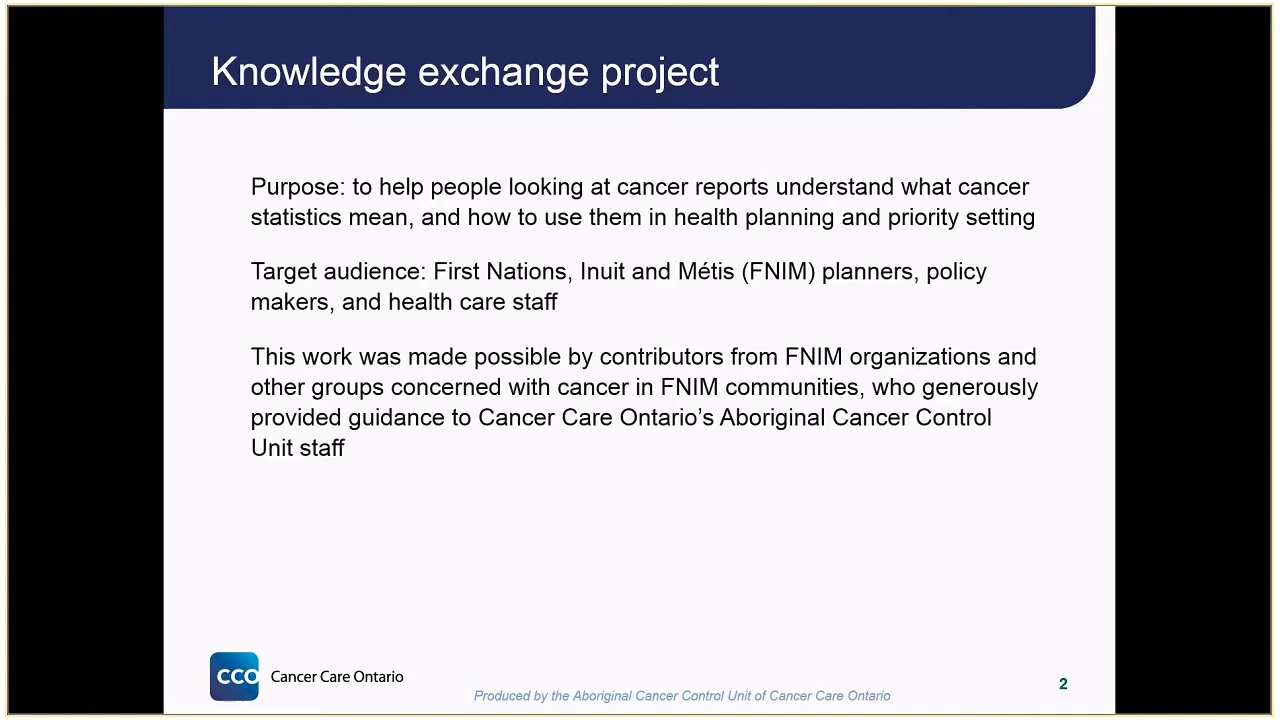 Knowledge exchange project
Purpose: to help people looking at cancer reports understand what cancer
statistics mean, and how to use them in health planning and priority setting
Target audience: First Nations, Inuit and Métis (FNIM) planners, policy
makers, and health care staff
This work was made possible by contributors from FNIM organizations and
other groups concerned with cancer in FNIM communities, who generously
provided guidance to Cancer Care Ontario’s Aboriginal Cancer Control
Unit staff
CCO Cancer Care Ontario
Produced by the Aboriginal Cancer Control Unit of Cancer Care Ontario
2